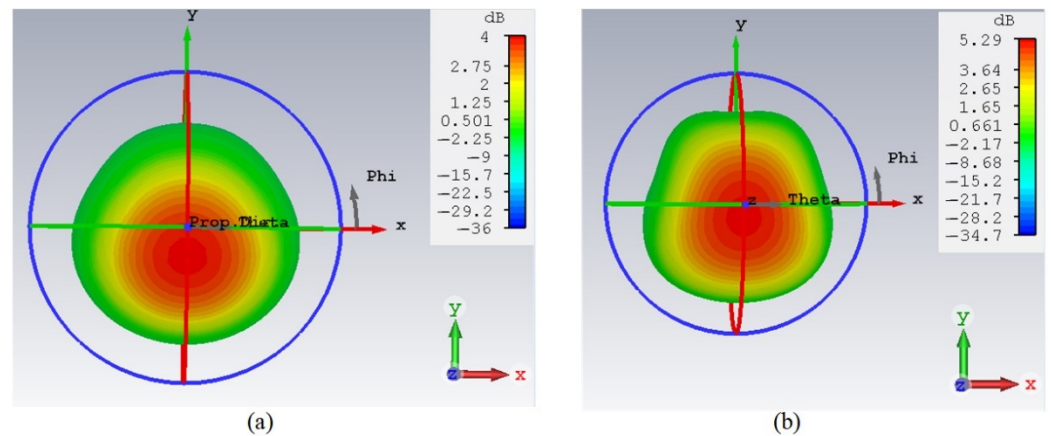 y
dB
4
2.75
2
1.25
0.501
−2.25
−9
−15.7
−22.5
−29.2
−36
Phi
x
Theta
y
z
x
(a)
y
dB
5.29
3.64
2.65
1.65
0.661
−2.17
−8.68
−15.2
−21.7
−28.2
−34.7
Phi
z
Theta
x
y
z
x
(b)